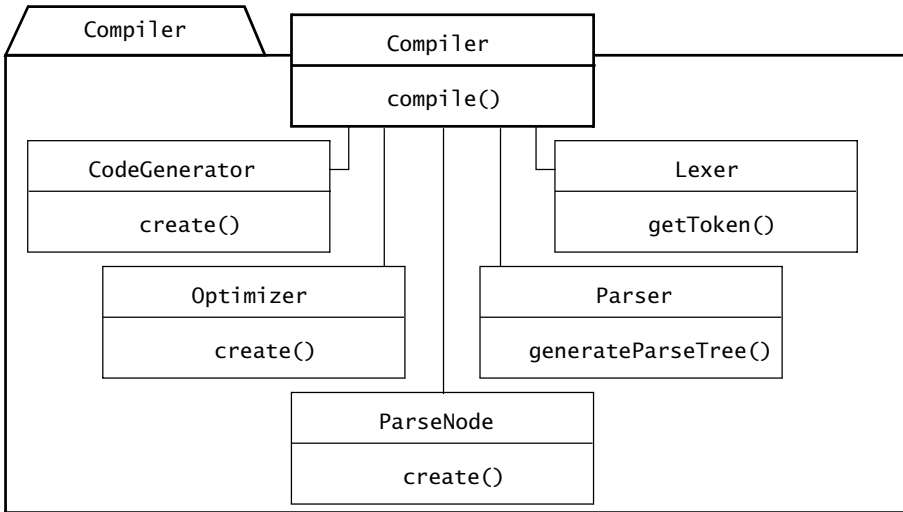 Compiler
Compiler
compile()
CodeGenerator
create()
Lexer
getToken()
Optimizer
create()
Parser
generateParseTree()
ParseNode
create()